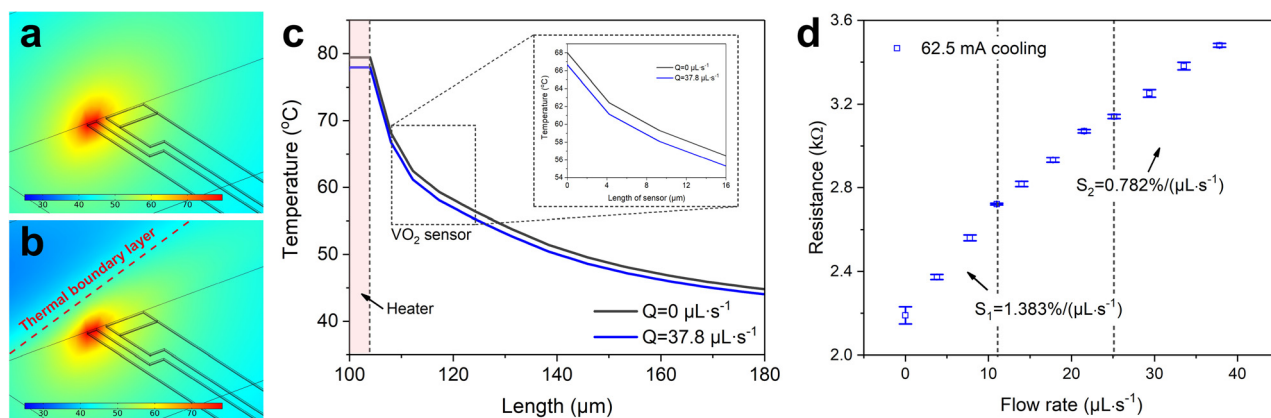 a
30 40 50 60 70
b
Thermal boundary layer
30 40 50 60 70
c
Temperature (ºC)
80
70
60
50
40
Heater
VO₂ sensor
Q=0 µL·s⁻¹
Q=37.8 µL·s⁻¹
100 120 140 160 180
Length (µm)
Temperature (°C)
68
66
64
62
60
58
56
54
Q=0 µL·s⁻¹
Q=37.8 µL·s⁻¹
0 4 8 12 16
Length of sensor (µm)
d
Resistance (kΩ)
3.6
3.2
2.8
2.4
2.0
62.5 mA cooling
S₂=0.782%/(µL·s⁻¹)
S₁=1.383%/(µL·s⁻¹)
0 10 20 30 40
Flow rate (µL·s⁻¹)